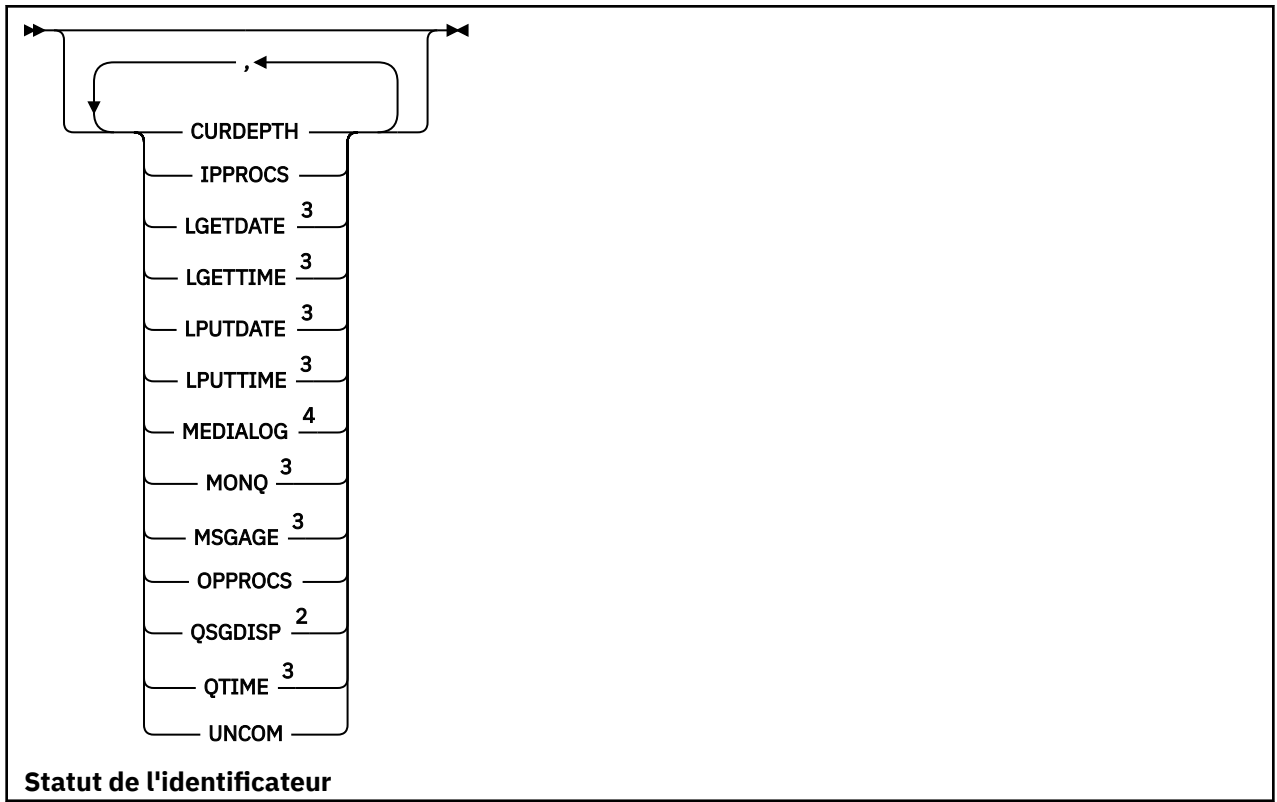 ,
CURDEPTH
IPPROCS
LGETDATE 3
LGETTIME 3
LPUTDATE 3
LPUTTIME 3
MEDIALOG 4
MONQ 3
MSGAGE 3
OPPROCS
QSGDISP 2
QTIME 3
UNCOM
Statut de l'identificateur